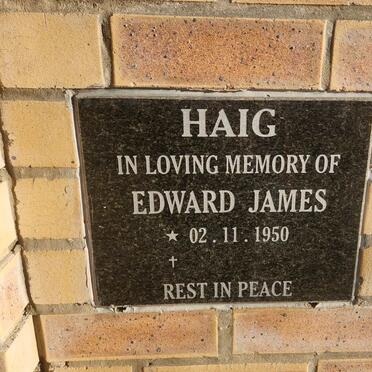 HAIG
IN LOVING MEMORY OF
EDWARD JAMES
★ 02.11.1950
†
REST IN PEACE